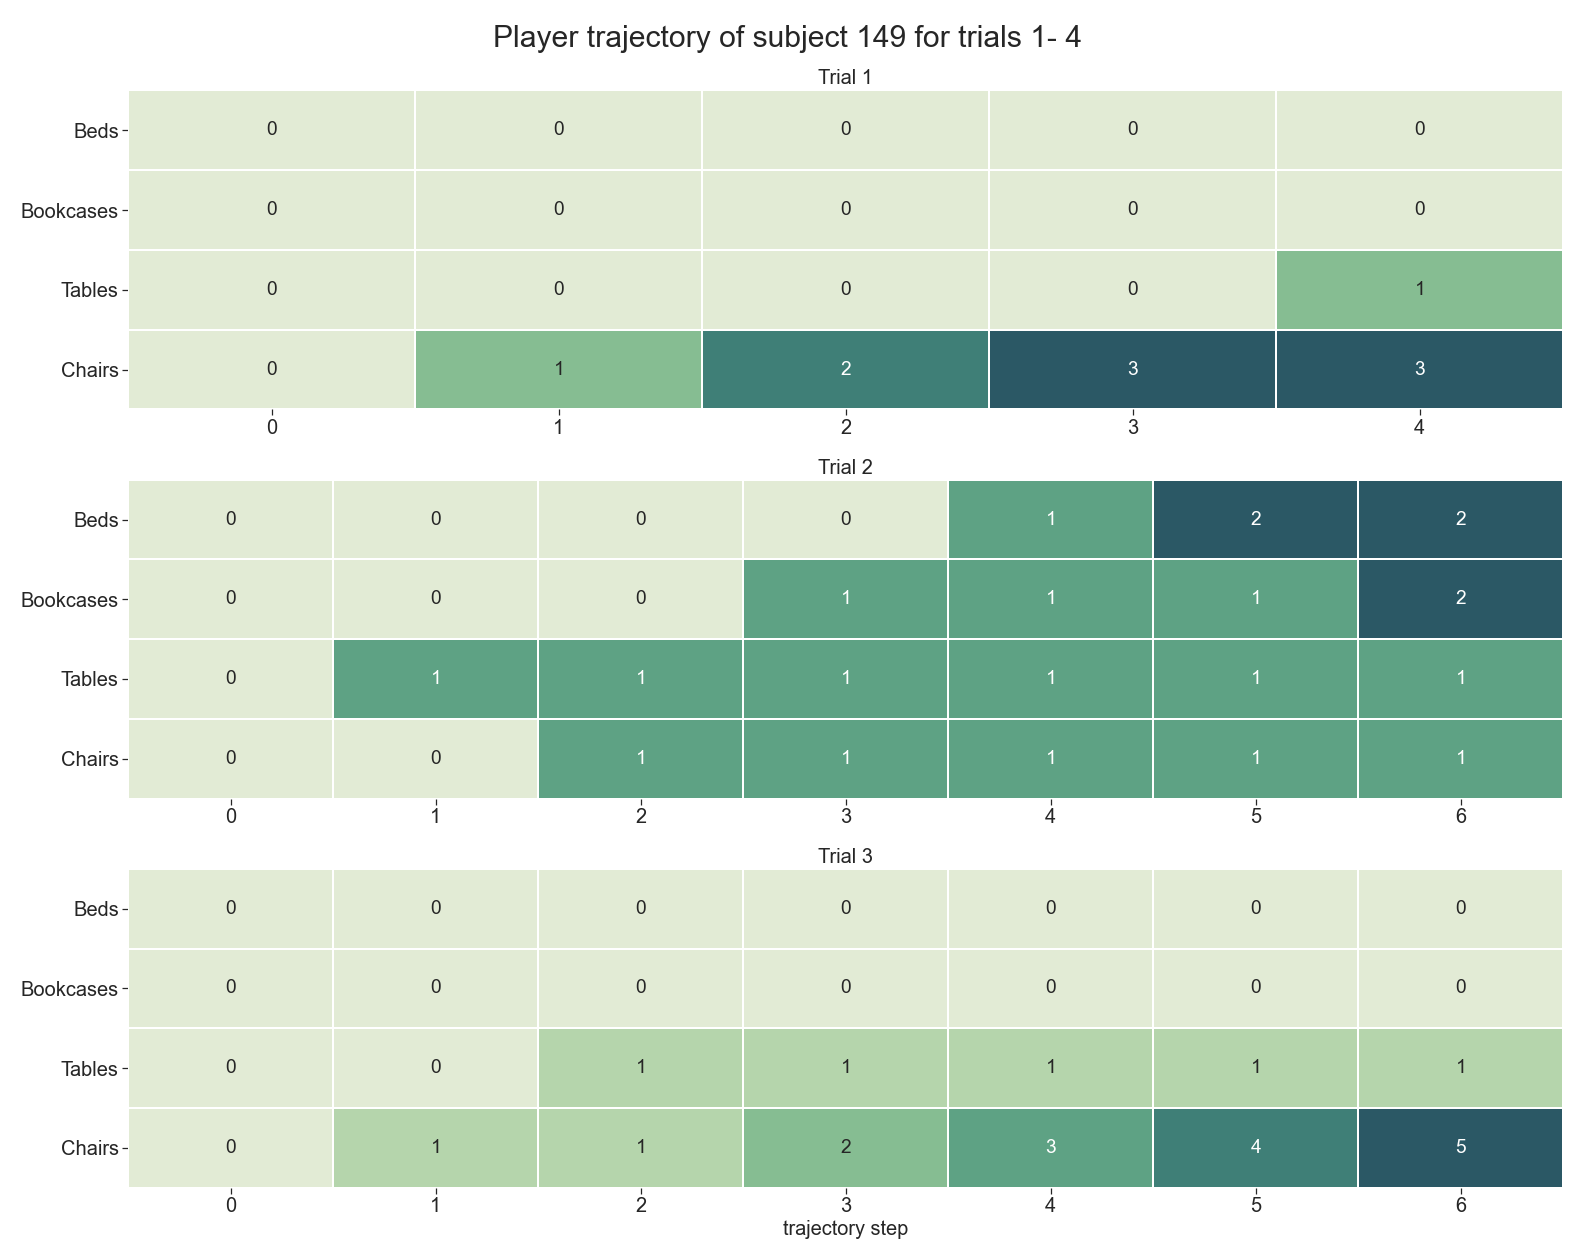 Player trajectory of subject 149 for trials 1- 4
Trial 1
Beds 0 0 0 0 0
Bookcases 0 0 0 0 0
Tables 0 0 0 0 1
Chairs 0 1 2 3 3
0 1 2 3 4
Trial 2
Beds 0 0 0 0 1 2 2
Bookcases 0 0 0 1 1 1 2
Tables 0 1 1 1 1 1 1
Chairs 0 0 1 1 1 1 1
0 1 2 3 4 5 6
Trial 3
Beds 0 0 0 0 0 0 0
Bookcases 0 0 0 0 0 0 0
Tables 0 0 1 1 1 1 1
Chairs 0 1 1 2 3 4 5
0 1 2 3 4 5 6
trajectory step